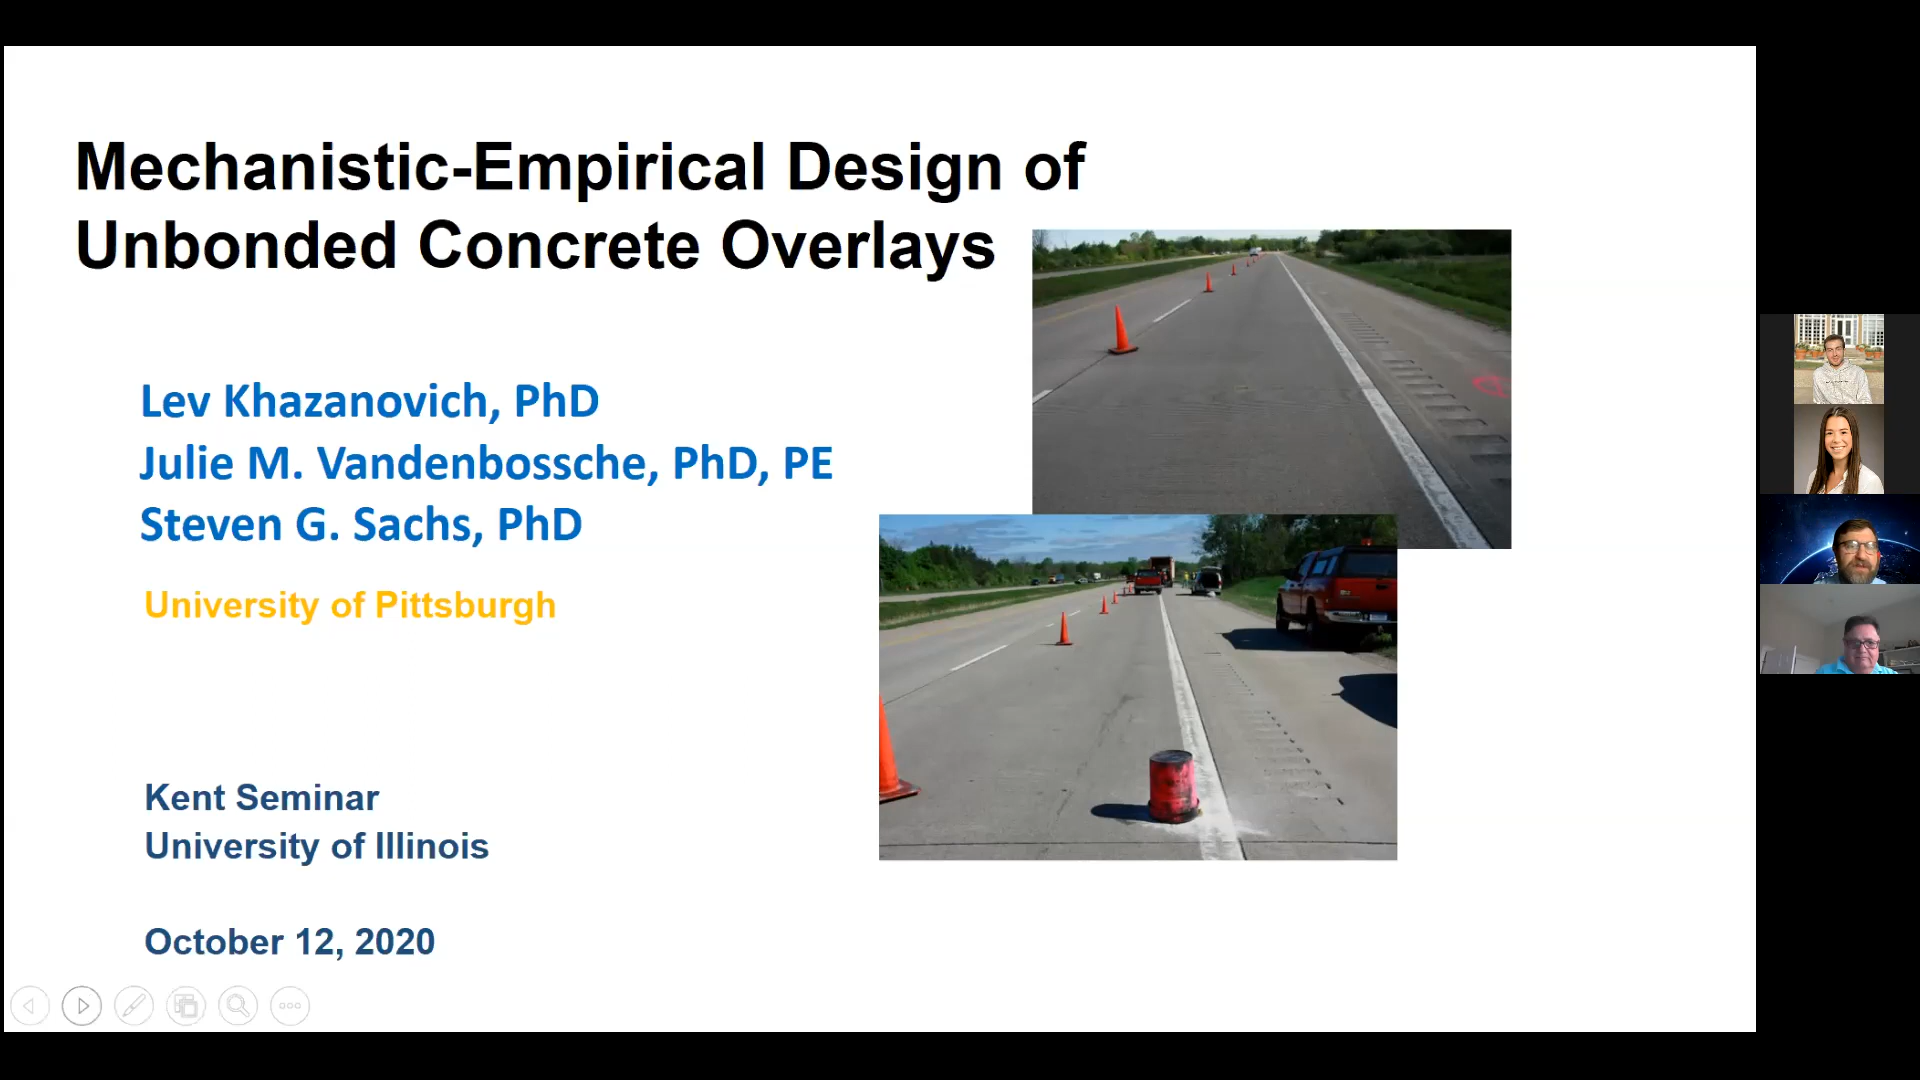 Mechanistic-Empirical Design of
Unbonded Concrete Overlays
Lev Khazanovich, PhD
Julie M. Vandenbossche, PhD, PE
Steven G. Sachs, PhD
University of Pittsburgh
Kent Seminar
University of Illinois
October 12, 2020